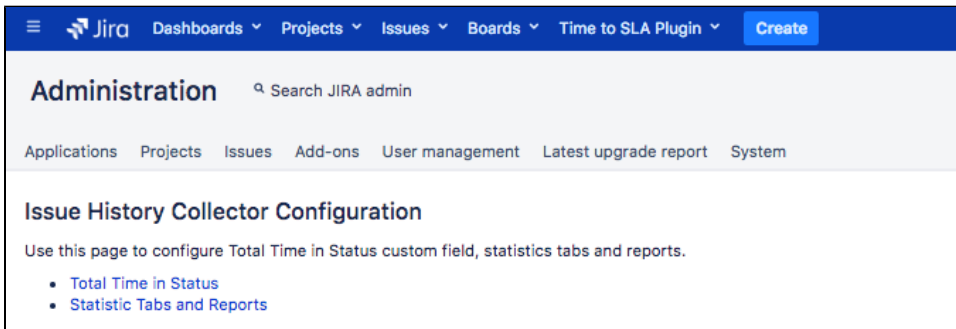 Jira Dashboards Projects Issues Boards Time to SLA Plugin Create
Administration Search JIRA admin
Applications Projects Issues Add-ons User management Latest upgrade report System
Issue History Collector Configuration
Use this page to configure Total Time in Status custom field, statistics tabs and reports.
• Total Time in Status
• Statistic Tabs and Reports